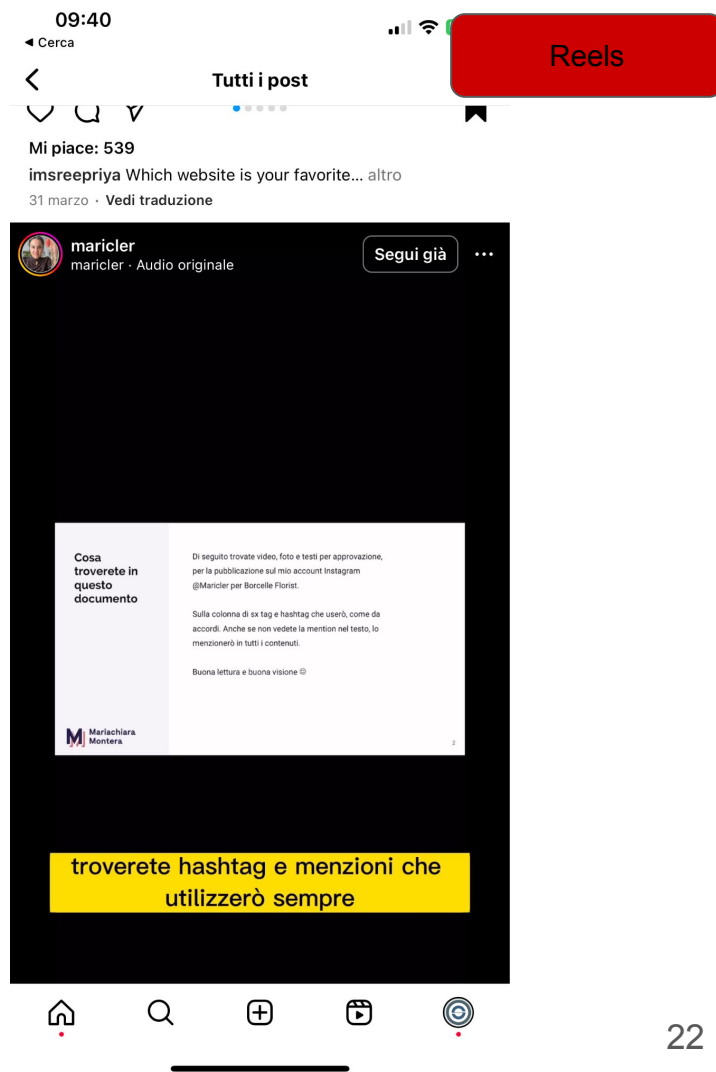 09:40
◀ Cerca
Reels
Tutti i post
Mi piace: 539
imsreepriya Which website is your favorite... altro
31 marzo · Vedi traduzione
maricler
maricler · Audio originale
Segui già
Cosa
troverete in
questo
documento
Di seguito trovate video, foto e testi per approvazione,
per la pubblicazione sul mio account Instagram
@Maricler per Borcelle Florist.
Sulla colonna di sx tag e hashtag che userò, come da
accordi. Anche se non vedete la mention nel testo, lo
menzionerò in tutti i contenuti.
Buona lettura e buona visione ☺
M Mariachiara
Montera
2
troverete hashtag e menzioni che
utilizzerò sempre
22